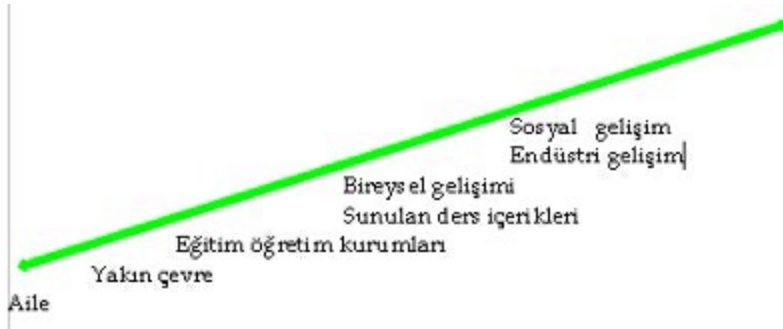 Sosyal gelişim
Endüstri gelişim
Bireysel gelişimi
Sunulan ders içerikleri
Eğitim öğretim kurumları
Yakın çevre
Aile